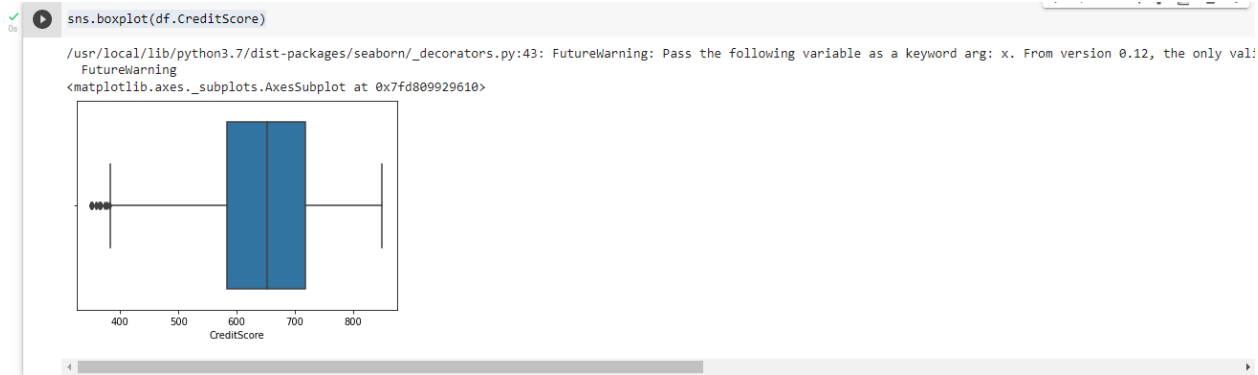 sns.boxplot(df.CreditScore)
0s
/usr/local/lib/python3.7/dist-packages/seaborn/_decorators.py:43: FutureWarning: Pass the following variable as a keyword arg: x. From version 0.12, the only vali
FutureWarning
<matplotlib.axes._subplots.AxesSubplot at 0x7fd809929610>
400 500 600 700 800
CreditScore